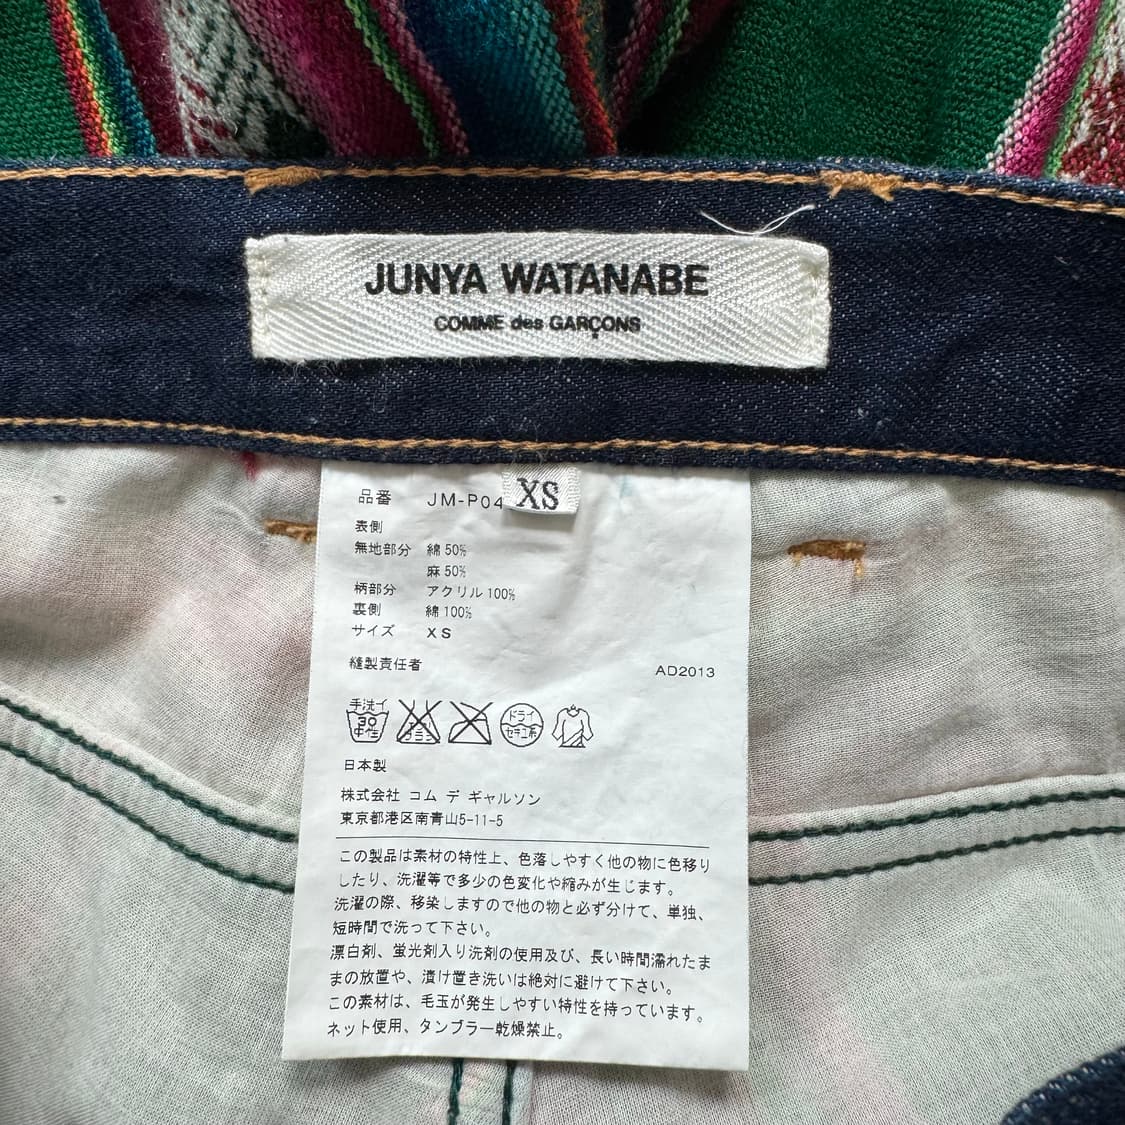 JUNYA WATANABE
COMME des GARÇONS
XS
品番 JM-P04
表側
無地部分 綿50%
麻50%
柄部分 アクリル100%
裏側 綿100%
サイズ XS
縫製責任者 AD2013
手洗イ
30
中性
ドライ
セキユ系
日本製
株式会社 コム デ ギャルソン
東京都港区南青山5-11-5
この製品は素材の特性上、色落しやすく他の物に色移り
したり、洗濯等で多少の色変化や縮みが生じます。
洗濯の際、移染しますので他の物と必ず分けて、単独、
短時間で洗って下さい。
漂白剤、蛍光剤入り洗剤の使用及び、長い時間濡れたま
まの放置や、漬け置き洗いは絶対に避けて下さい。
この素材は、毛玉が発生しやすい特性を持っています。
ネット使用、タンブラー乾燥禁止。